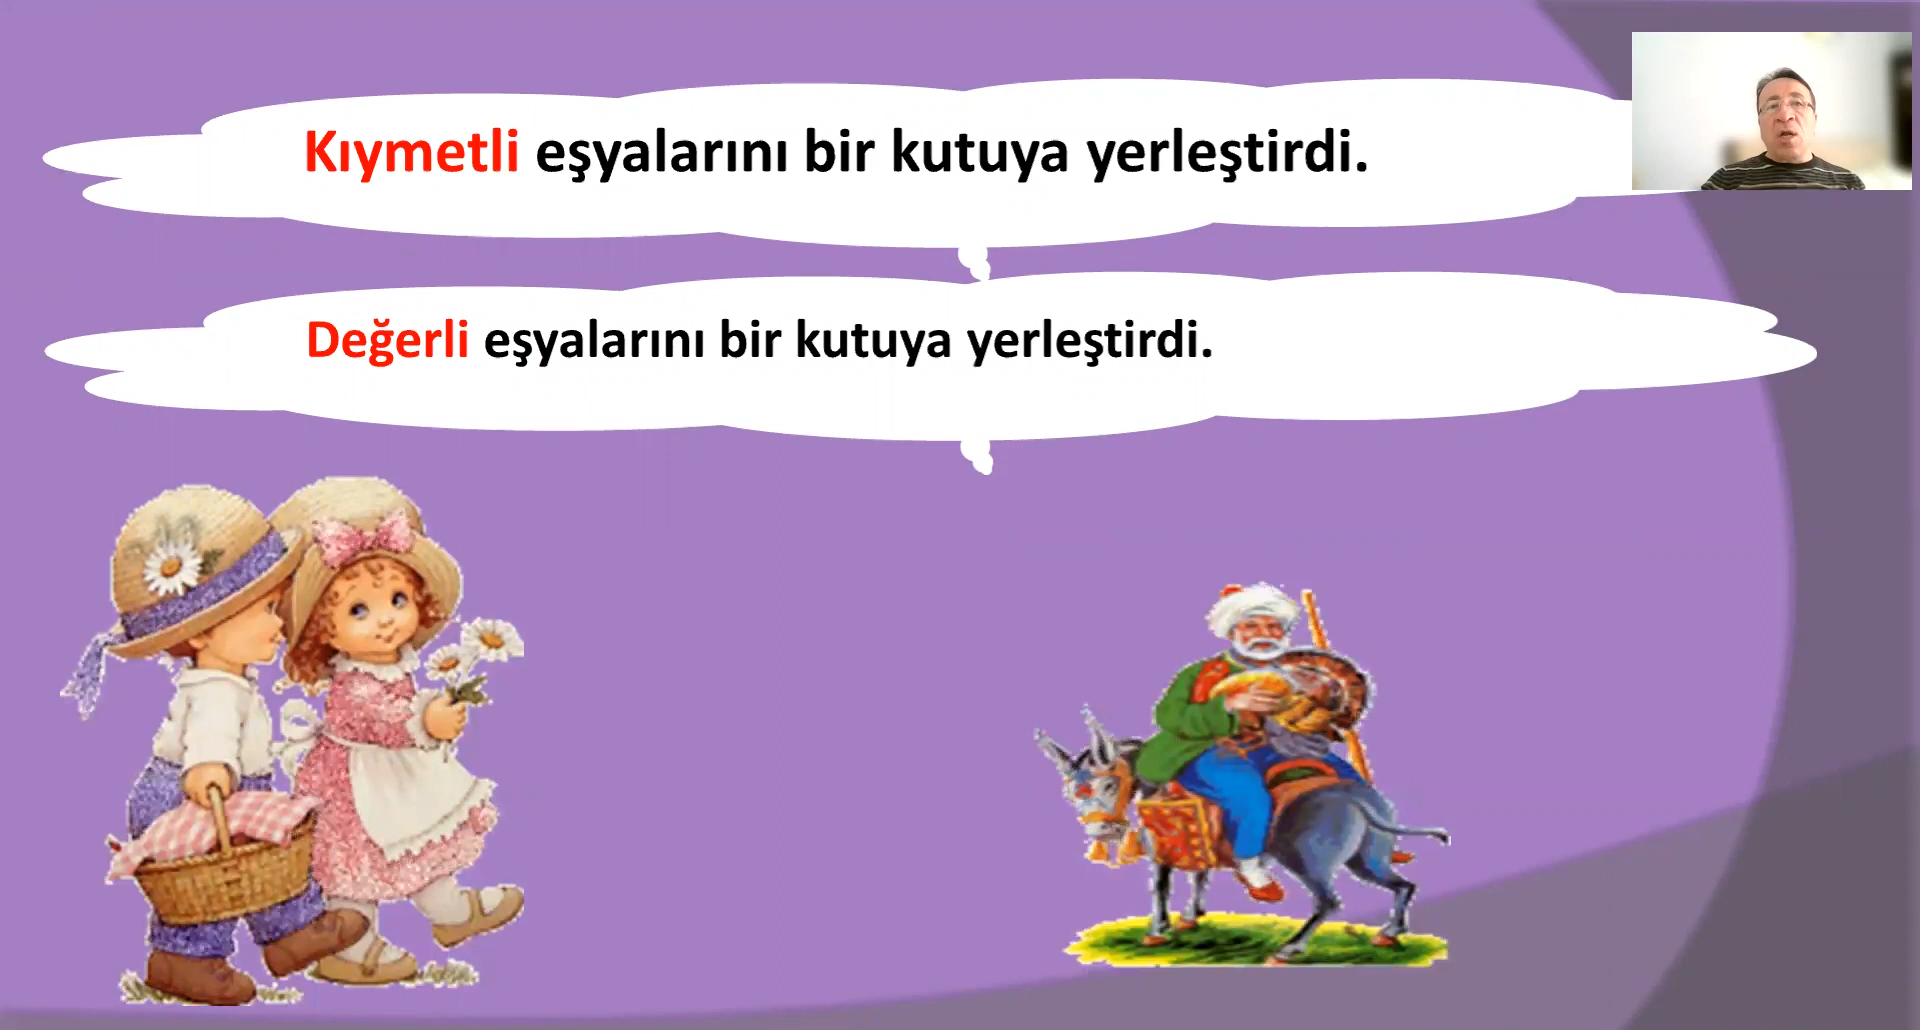 Kıymetli eşyalarını bir kutuya yerleştirdi.
Değerli eşyalarını bir kutuya yerleştirdi.